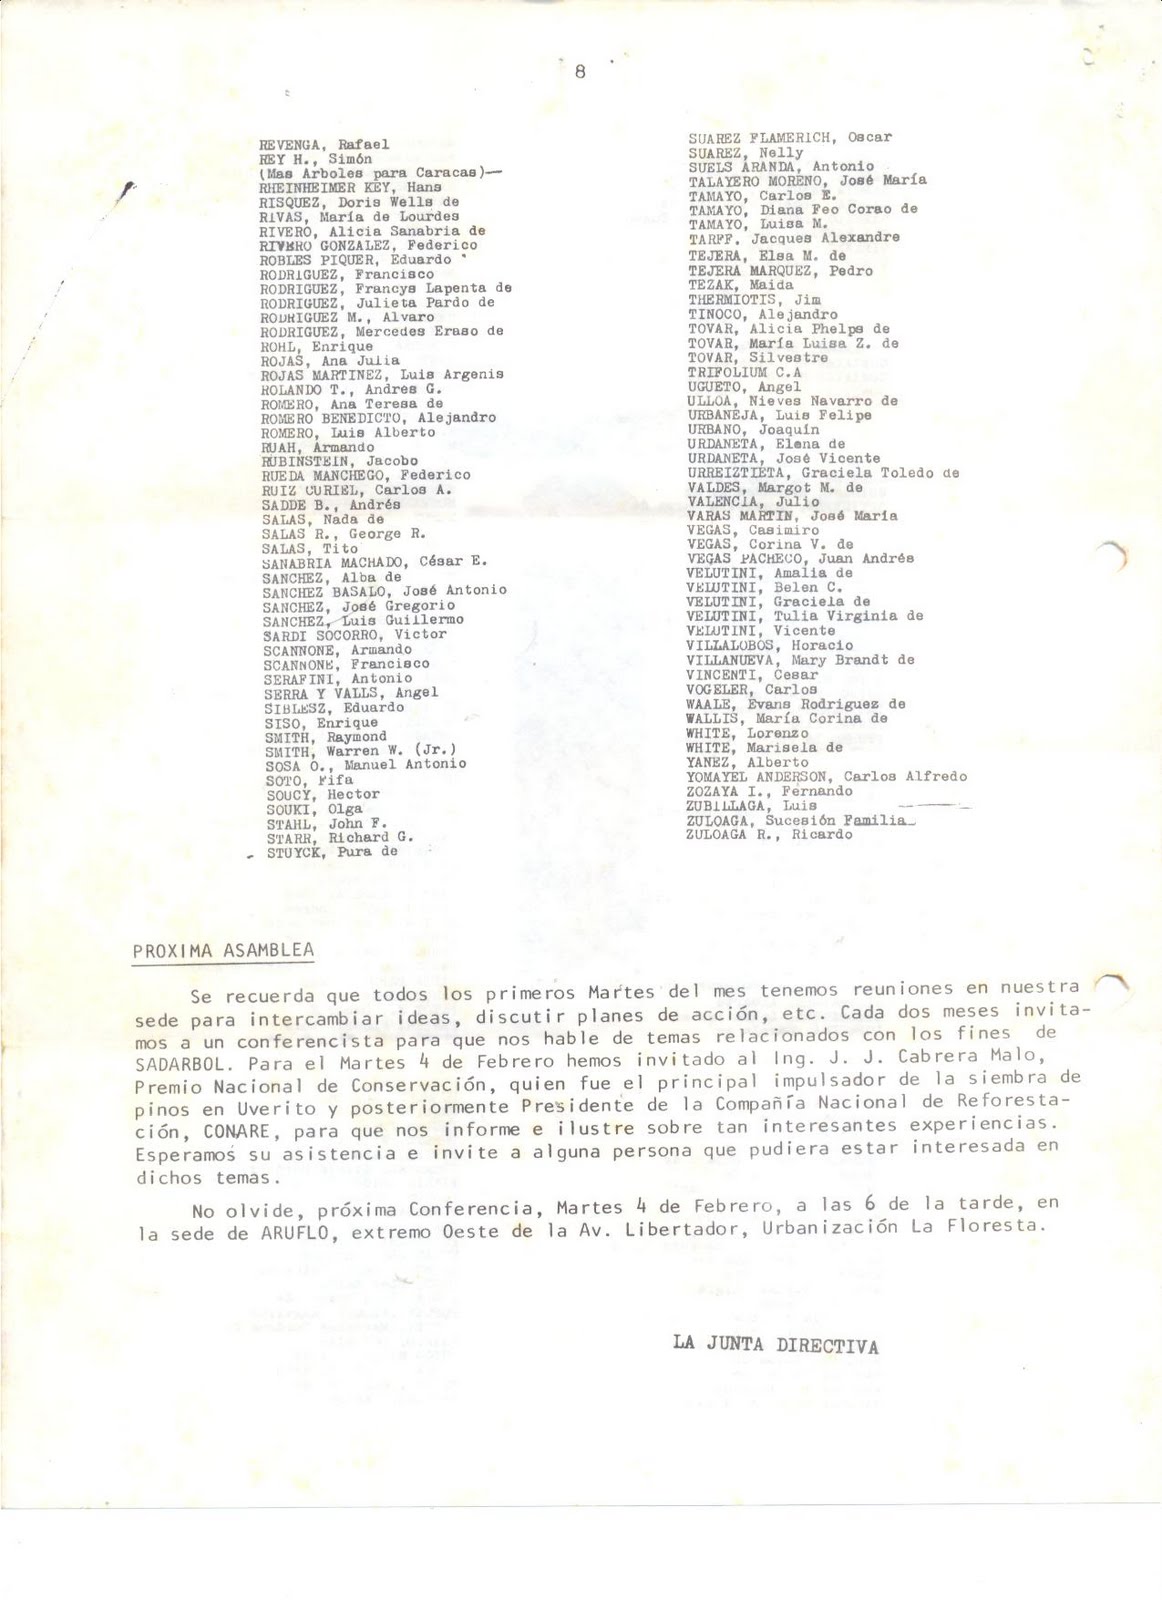 8
REVENGA, Rafael
REY H., Simón
(Mas Arboles para Caracas)—
RHEINHEIMER KEY, Hans
RISQUEZ, Doris Wells de
RIVAS, María de Lourdes
RIVERO, Alicia Sanabria de
RIVERO GONZALEZ, Federico
ROBLES PIQUER, Eduardo
RODRIGUEZ, Francisco
RODRIGUEZ, Francys Lapenta de
RODRIGUEZ, Julieta Pardo de
RODRIGUEZ M., Alvaro
RODRIGUEZ, Mercedes Eraso de
ROHL, Enrique
ROJAS, Ana Julia
ROJAS MARTINEZ, Luis Argenis
ROLANDO T., Andres G.
ROMERO, Ana Teresa de
ROMERO BENEDICTO, Alejandro
ROMERO, Luis Alberto
RUAH, Armando
RUBINSTEIN, Jacobo
RUEDA MANCHEGO, Federico
RUIZ CURIEL, Carlos A.
SADDE B., Andrés
SALAS, Nada de
SALAS R., George R.
SALAS, Tito
SANABRIA MACHADO, César E.
SANCHEZ, Alba de
SANCHEZ BASALO, José Antonio
SANCHEZ, José Gregorio
SANCHEZ, Luis Guillermo
SARDI SOCORRO, Victor
SCANNONE, Armando
SCANNONE, Francisco
SERAFINI, Antonio
SERRA Y VALLS, Angel
SIBLESZ, Eduardo
SISO, Enrique
SMITH, Raymond
SMITH, Warren W. (Jr.)
SOSA O., Manuel Antonio
SOTO, Fifa
SOUCY, Hector
SOUKI, Olga
STAHL, John F.
STARR, Richard G.
STUYCK, Pura de
SUAREZ FLAMERICH, Oscar
SUAREZ, Nelly
SUELS ARANDA, Antonio
TALAYERO MORENO, José María
TAMAYO, Carlos E.
TAMAYO, Diana Feo Corao de
TAMAYO, Luisa M.
TARFF. Jacques Alexandre
TEJERA, Elsa M. de
TEJERA MARQUEZ, Pedro
TEZAK, Maida
THERMIOTIS, Jim
TINOCO, Alejandro
TOVAR, Alicia Phelps de
TOVAR, María Luisa Z. de
TOVAR, Silvestre
TRIFOLIUM C.A
UGUETO, Angel
ULLOA, Nieves Navarro de
URBANEJA, Luis Felipe
URBANO, Joaquín
URDANETA, Elena de
URDANETA, José Vicente
URREIZTIETA, Graciela Toledo de
VALDES, Margot M. de
VALENCIA, Julio
VARAS MARTIN, José María
VEGAS, Casimiro
VEGAS, Corina V. de
VEGAS PACHECO, Juan Andrés
VELUTINI, Amalia de
VELUTINI, Belen C.
VELUTINI, Graciela de
VELUTINI, Tulia Virginia de
VELUTINI, Vicente
VILLALOBOS, Horacio
VILLANUEVA, Mary Brandt de
VINCENTI, Cesar
VOGELER, Carlos
WAALE, Evans Rodriguez de
WALLIS, María Corina de
WHITE, Lorenzo
WHITE, Marisela de
YANEZ, Alberto
YOMAYEL ANDERSON, Carlos Alfredo
ZOZAYA I., Fernando
ZUBILLAGA, Luis
ZULOAGA, Sucesión Familia
ZULOAGA R., Ricardo
PROXIMA ASAMBLEA
Se recuerda que todos los primeros Martes del mes tenemos reuniones en nuestra
sede para intercambiar ideas, discutir planes de acción, etc. Cada dos meses invita-
mos a un conferencista para que nos hable de temas relacionados con los fines de
SADARBOL. Para el Martes 4 de Febrero hemos invitado al Ing. J. J. Cabrera Malo,
Premio Nacional de Conservación, quien fue el principal impulsador de la siembra de
pinos en Uverito y posteriormente Presidente de la Compañía Nacional de Reforesta-
ción, CONARE, para que nos informe e ilustre sobre tan interesantes experiencias.
Esperamos su asistencia e invite a alguna persona que pudiera estar interesada en
dichos temas.
No olvide, próxima Conferencia, Martes 4 de Febrero, a las 6 de la tarde, en
la sede de ARUFLO, extremo Oeste de la Av. Libertador, Urbanización La Floresta.
LA JUNTA DIRECTIVA